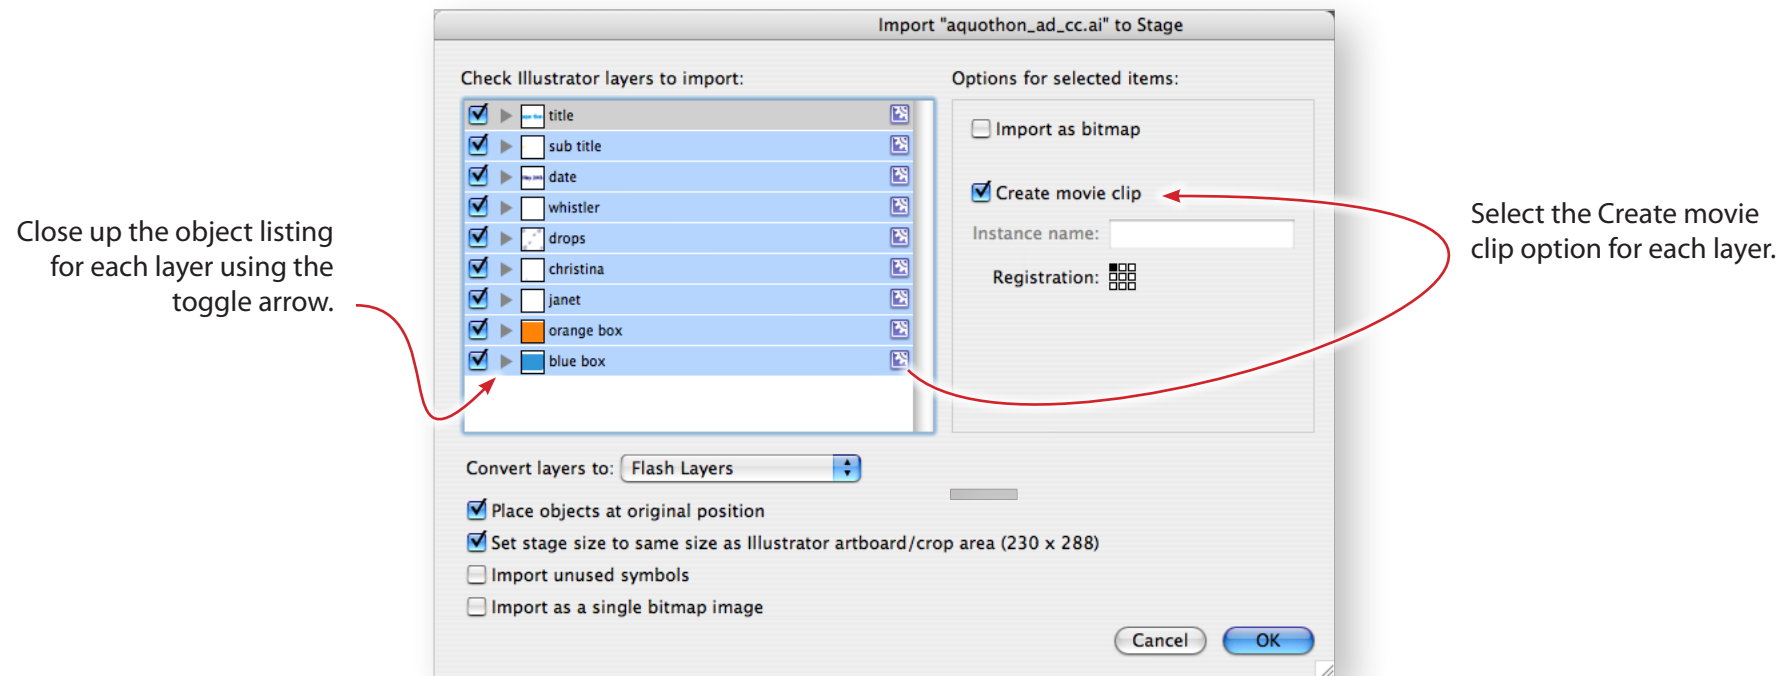 Import "aquothon_ad_cc.ai" to Stage
Check Illustrator layers to import:
title
sub title
date
whistler
drops
christina
janet
orange box
blue box
Options for selected items:
Import as bitmap
Create movie clip
Instance name:
Registration:
Convert layers to: Flash Layers
Place objects at original position
Set stage size to same size as Illustrator artboard/crop area (230 x 288)
Import unused symbols
Import as a single bitmap image
Cancel OK
Close up the object listing
for each layer using the
toggle arrow.
Select the Create movie
clip option for each layer.